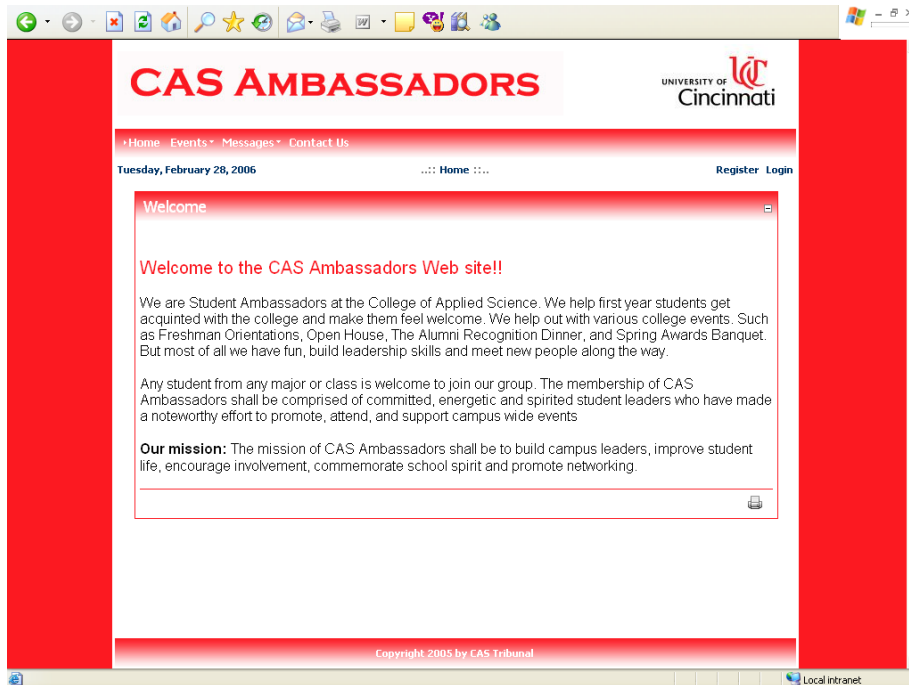 CAS AMBASSADORS
UNIVERSITY OF UC
Cincinnati
Home Events Messages Contact Us
Tuesday, February 28, 2006 ..:: Home ::.. Register Login
Welcome
Welcome to the CAS Ambassadors Web site!!
We are Student Ambassadors at the College of Applied Science. We help first year students get
acquinted with the college and make them feel welcome. We help out with various college events. Such
as Freshman Orientations, Open House, The Alumni Recognition Dinner, and Spring Awards Banquet.
But most of all we have fun, build leadership skills and meet new people along the way.
Any student from any major or class is welcome to join our group. The membership of CAS
Ambassadors shall be comprised of committed, energetic and spirited student leaders who have made
a noteworthy effort to promote, attend, and support campus wide events
Our mission: The mission of CAS Ambassadors shall be to build campus leaders, improve student
life, encourage involvement, commemorate school spirit and promote networking.
Copyright 2005 by CAS Tribunal
Local intranet